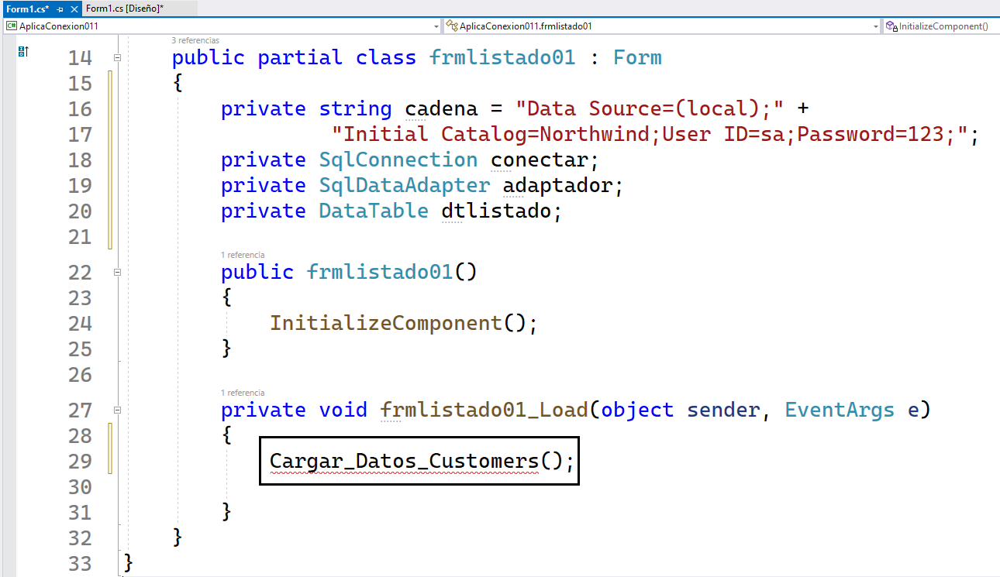 Form1.cs*
Form1.cs [Diseño]*
C# AplicaConexion011
AplicaConexion011.frmlistado01
InitializeComponent()
3 referencias
14 public partial class frmlistado01 : Form
15 {
16 private string cadena = "Data Source=(local);" +
17 "Initial Catalog=Northwind;User ID=sa;Password=123;";
18 private SqlConnection conectar;
19 private SqlDataAdapter adaptador;
20 private DataTable dtlistado;
21
1 referencia
22 public frmlistado01()
23 {
24 InitializeComponent();
25 }
26
1 referencia
27 private void frmlistado01_Load(object sender, EventArgs e)
28 {
29 Cargar_Datos_Customers();
30
31 }
32 }
33 }